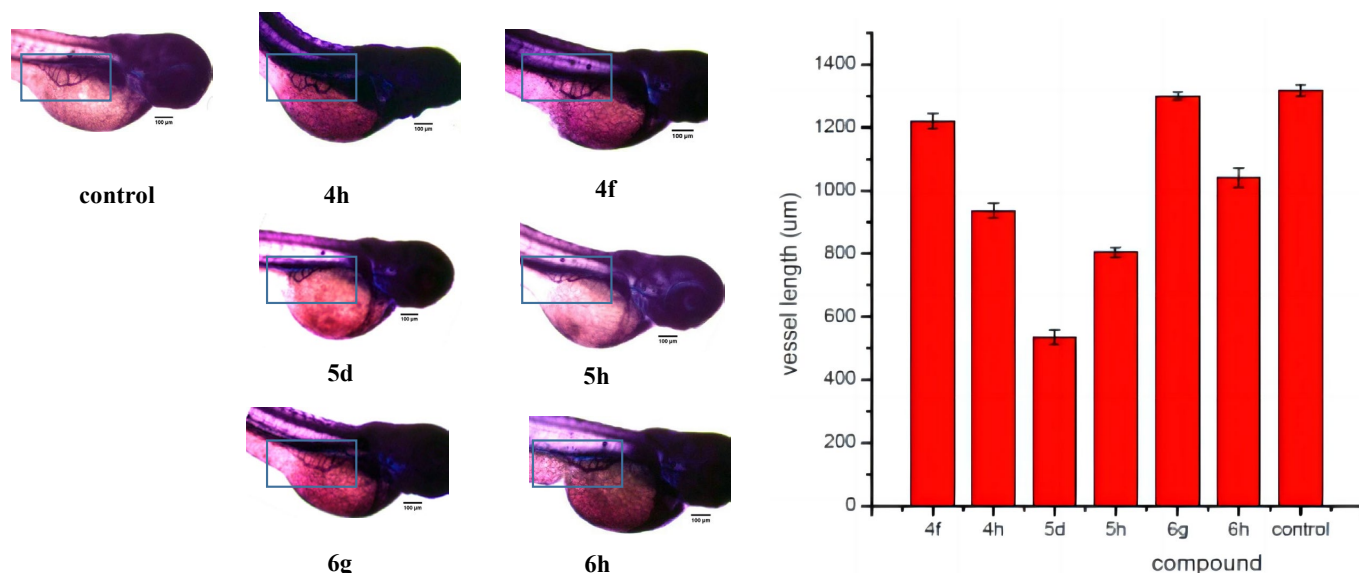 100 µm
100 µm
100 µm
control
4h
4f
100 µm
100 µm
5d
5h
100 µm
100 µm
6g
6h
1400
1200
1000
800
600
400
200
0
vessel length (um)
4f 4h 5d 5h 6g 6h control
compound